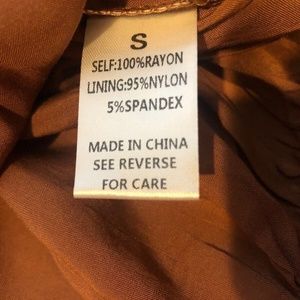 S
SELF:100%RAYON
LINING:95%NYLON
5%SPANDEX
MADE IN CHINA
SEE REVERSE
FOR CARE